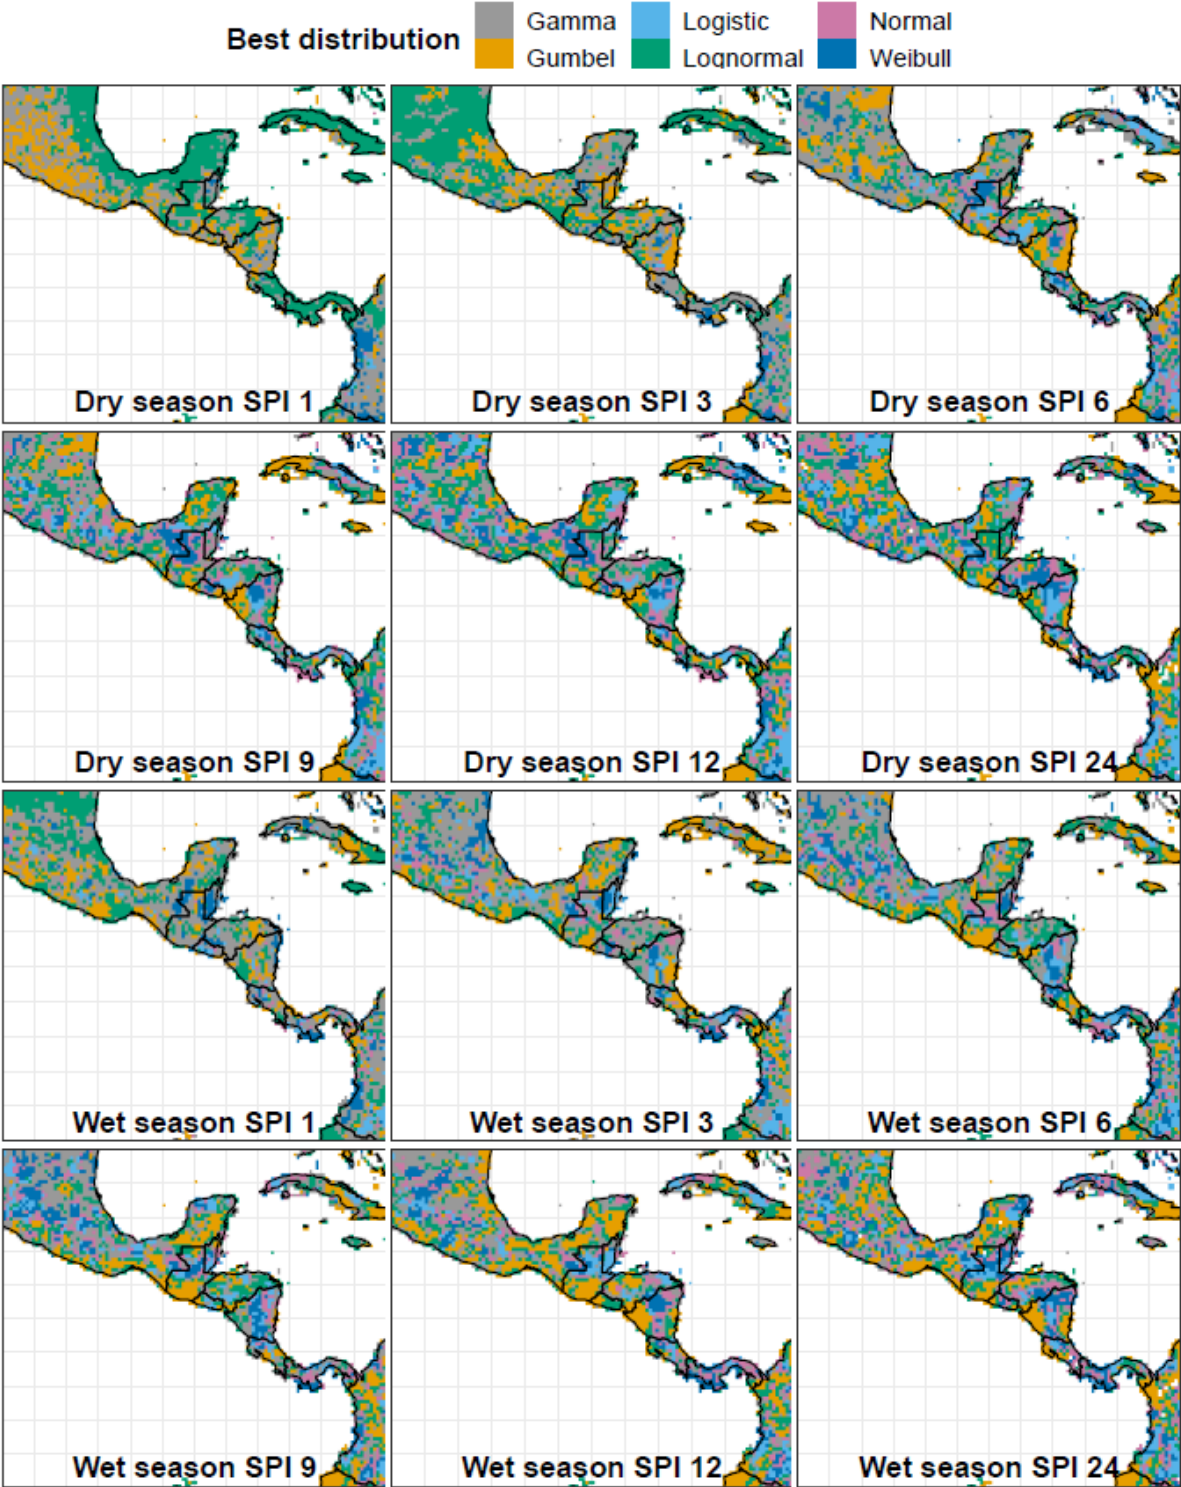 Best distribution
Gamma
Logistic
Normal
Gumbel
Lognormal
Weibull
Dry season SPI 1
Dry season SPI 3
Dry season SPI 6
Dry season SPI 9
Dry season SPI 12
Dry season SPI 24
Wet season SPI 1
Wet season SPI 3
Wet season SPI 6
Wet season SPI 9
Wet season SPI 12
Wet season SPI 24